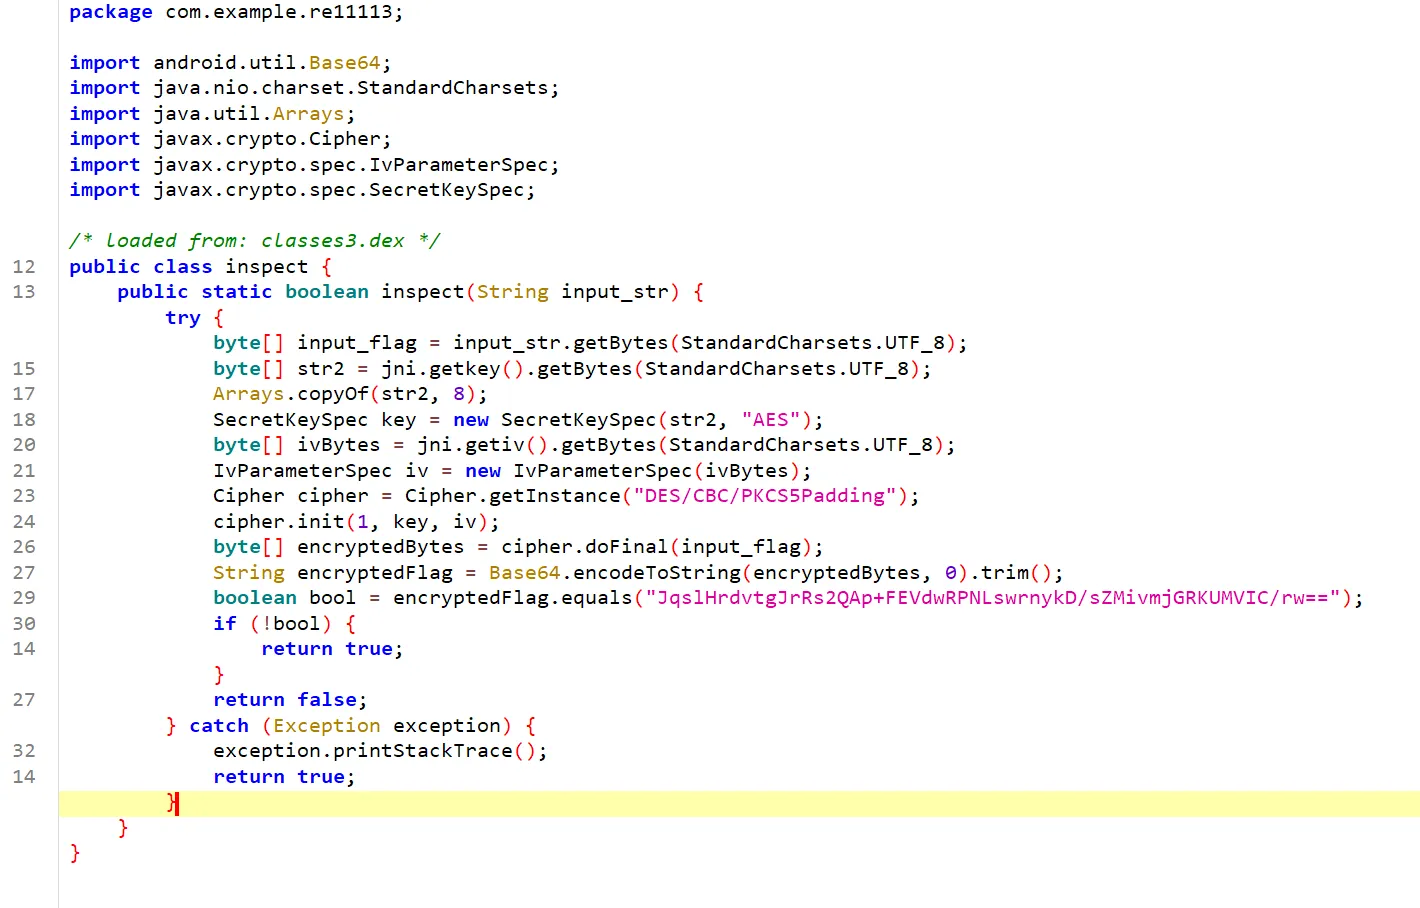 package com.example.re11113;
import android.util.Base64;
import java.nio.charset.StandardCharsets;
import java.util.Arrays;
import javax.crypto.Cipher;
import javax.crypto.spec.IvParameterSpec;
import javax.crypto.spec.SecretKeySpec;
/* loaded from: classes3.dex */
12 public class inspect {
13 public static boolean inspect(String input_str) {
try {
byte[] input_flag = input_str.getBytes(StandardCharsets.UTF_8);
15 byte[] str2 = jni.getkey().getBytes(StandardCharsets.UTF_8);
17 Arrays.copyOf(str2, 8);
18 SecretKeySpec key = new SecretKeySpec(str2, "AES");
20 byte[] ivBytes = jni.getiv().getBytes(StandardCharsets.UTF_8);
21 IvParameterSpec iv = new IvParameterSpec(ivBytes);
23 Cipher cipher = Cipher.getInstance("DES/CBC/PKCS5Padding");
24 cipher.init(1, key, iv);
26 byte[] encryptedBytes = cipher.doFinal(input_flag);
27 String encryptedFlag = Base64.encodeToString(encryptedBytes, 0).trim();
29 boolean bool = encryptedFlag.equals("JqslHrdvtgJrRs2QAp+FEVdwRPNLswrnykD/sZMivmjGRKUMVIC/rw==");
30 if (!bool) {
14 return true;
}
27 return false;
} catch (Exception exception) {
32 exception.printStackTrace();
14 return true;
}
}
}